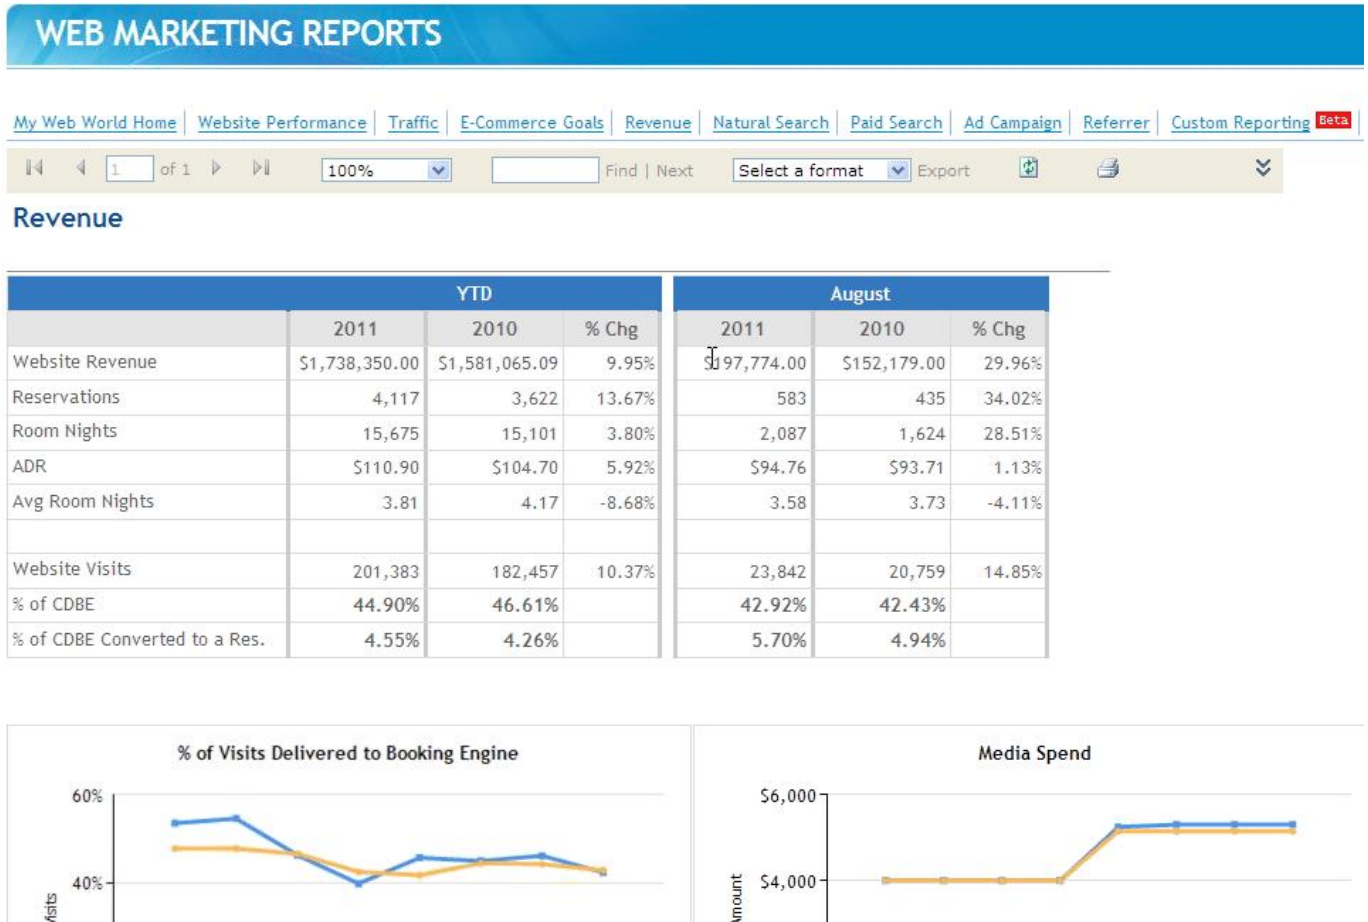 WEB MARKETING REPORTS
My Web World Home Website Performance Traffic E-Commerce Goals Revenue Natural Search Paid Search Ad Campaign Referrer Custom Reporting Beta
1 of 1 100% Find | Next Select a format Export
Revenue
YTD August
2011 2010 % Chg 2011 2010 % Chg
Website Revenue $1,738,350.00 $1,581,065.09 9.95% $197,774.00 $152,179.00 29.96%
Reservations 4,117 3,622 13.67% 583 435 34.02%
Room Nights 15,675 15,101 3.80% 2,087 1,624 28.51%
ADR $110.90 $104.70 5.92% $94.76 $93.71 1.13%
Avg Room Nights 3.81 4.17 -8.68% 3.58 3.73 -4.11%
Website Visits 201,383 182,457 10.37% 23,842 20,759 14.85%
% of CDBE 44.90% 46.61% 42.92% 42.43%
% of CDBE Converted to a Res. 4.55% 4.26% 5.70% 4.94%
% of Visits Delivered to Booking Engine
60%
40%
Visits
Media Spend
$6,000
$4,000
Amount